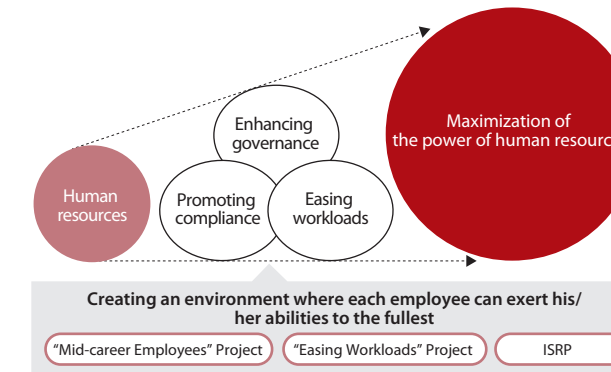 Enhancing
governance
Maximization of
the power of human resourc
Human
resources
Promoting
compliance
Easing
workloads
Creating an environment where each employee can exert his/
her abilities to the fullest
“Mid-career Employees” Project
“Easing Workloads” Project
ISRP